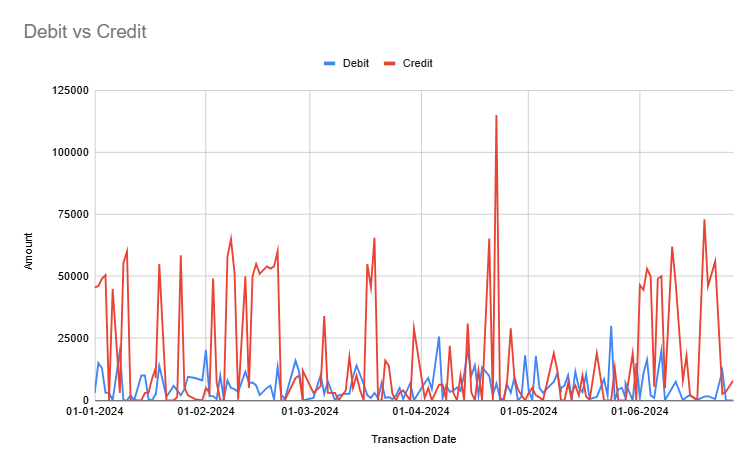 Debit vs Credit
Debit
Credit
125000
100000
75000
50000
25000
0
Amount
01-01-2024
01-02-2024
01-03-2024
01-04-2024
01-05-2024
01-06-2024
Transaction Date